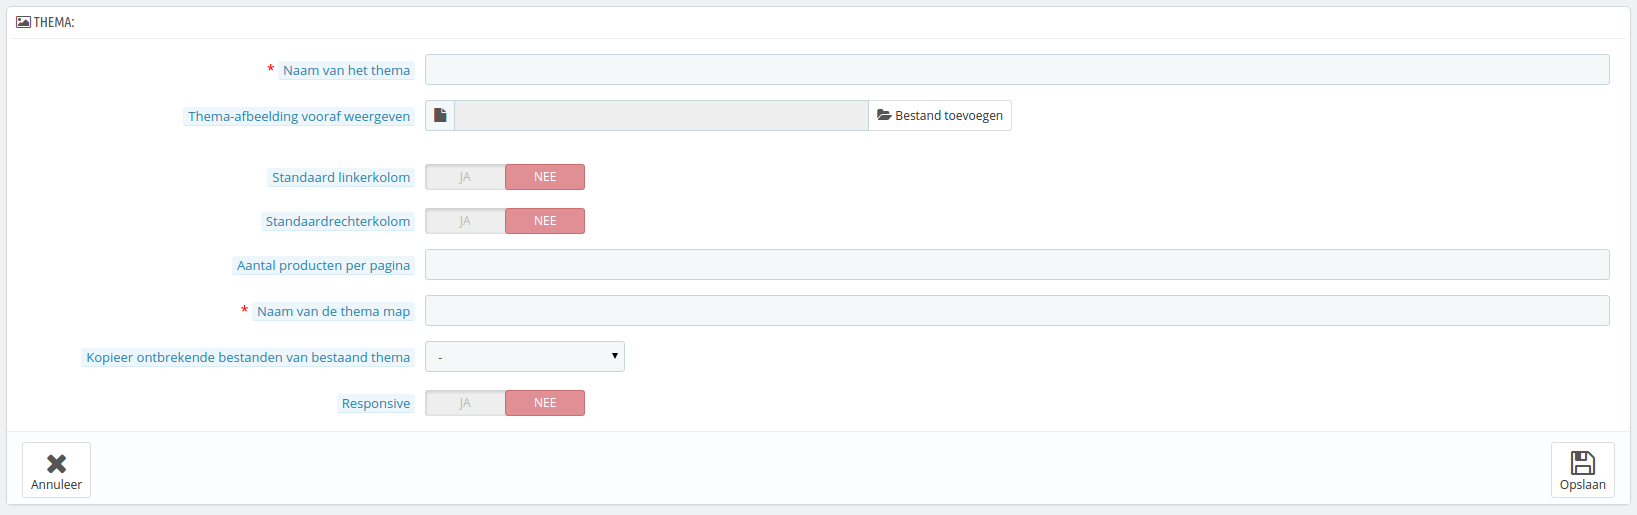 THEMA:
* Naam van het thema
Thema-afbeelding vooraf weergeven
Bestand toevoegen
Standaard linkerkolom JA NEE
Standaardrechterkolom JA NEE
Aantal producten per pagina
* Naam van de thema map
Kopieer ontbrekende bestanden van bestaand thema -
Responsive JA NEE
Annuleer Opslaan